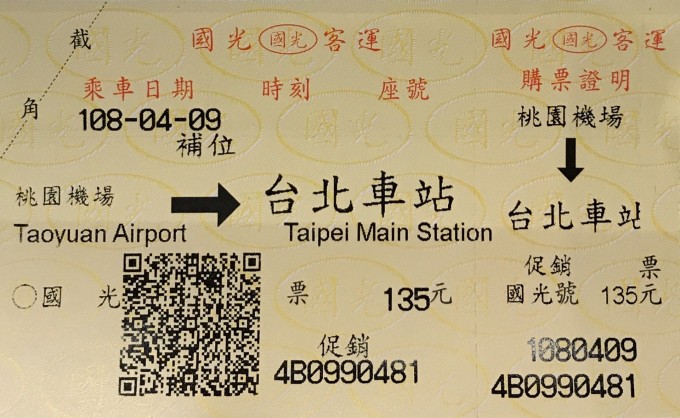 截
角
國光 國光 客運
乘車日期 時刻 座號
108-04-09
補位
桃園機場 台北車站
Taoyuan Airport Taipei Main Station
國光 票 135元
促銷
4B0990481
國光 國光 客運
購票證明
桃園機場
台北車站
促銷 票
國光號 135元
1080409
4B0990481